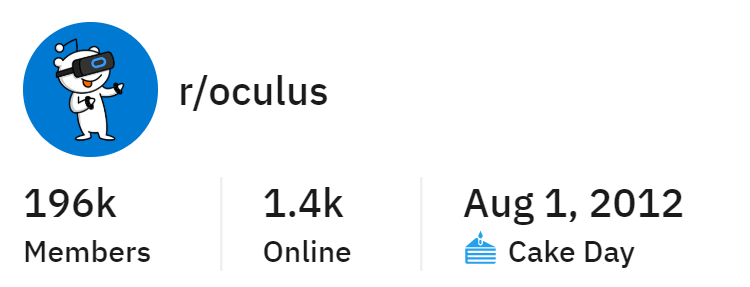 r/oculus
196k 1.4k Aug 1, 2012
Members Online Cake Day